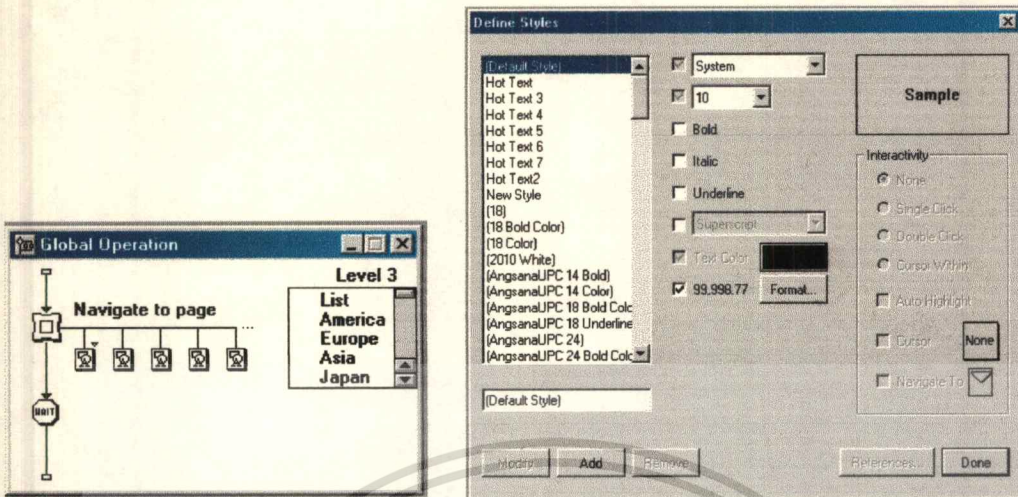 Global Operation
Level 3
Navigate to page
...
List
America
Europe
Asia
Japan
WAIT
Define Styles
(Default Style)
Hot Text
Hot Text 3
Hot Text 4
Hot Text 5
Hot Text 6
Hot Text 7
Hot Text2
New Style
(18)
(18 Bold Color)
(18 Color)
(2010 White)
(AngsanaUPC 14 Bold)
(AngsanaUPC 14 Color)
(AngsanaUPC 18 Bold Colo
(AngsanaUPC 18 Underline
(AngsanaUPC 24)
(AngsanaUPC 24 Bold Colo
(Default Style)
System
10
Bold
Italic
Underline
Superscript
Text Color
99,998.77 Format...
Sample
Interactivity
None
Single Click
Double Click
Cursor Within
Auto Highlight
Cursor None
Navigate To
Modify Add Remove References... Done